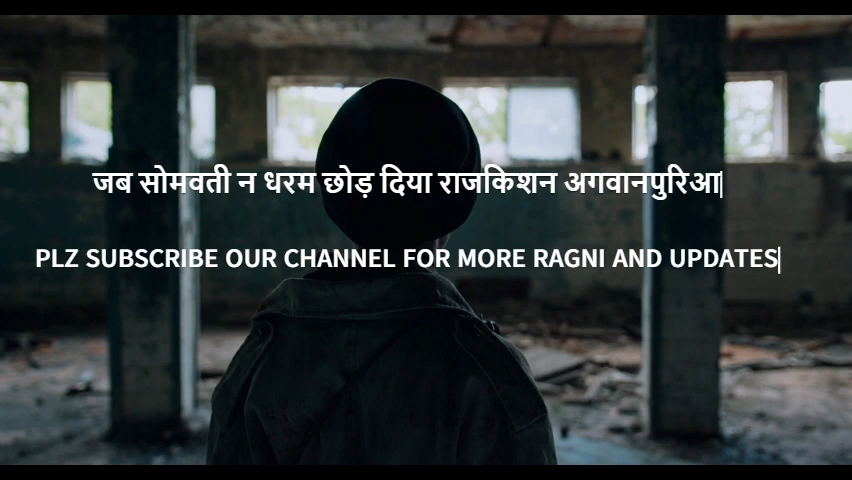 जब सोमवती न धरम छोड़ दिया राजकिशन अगवानपुरिआ
PLZ SUBSCRIBE OUR CHANNEL FOR MORE RAGNI AND UPDATES